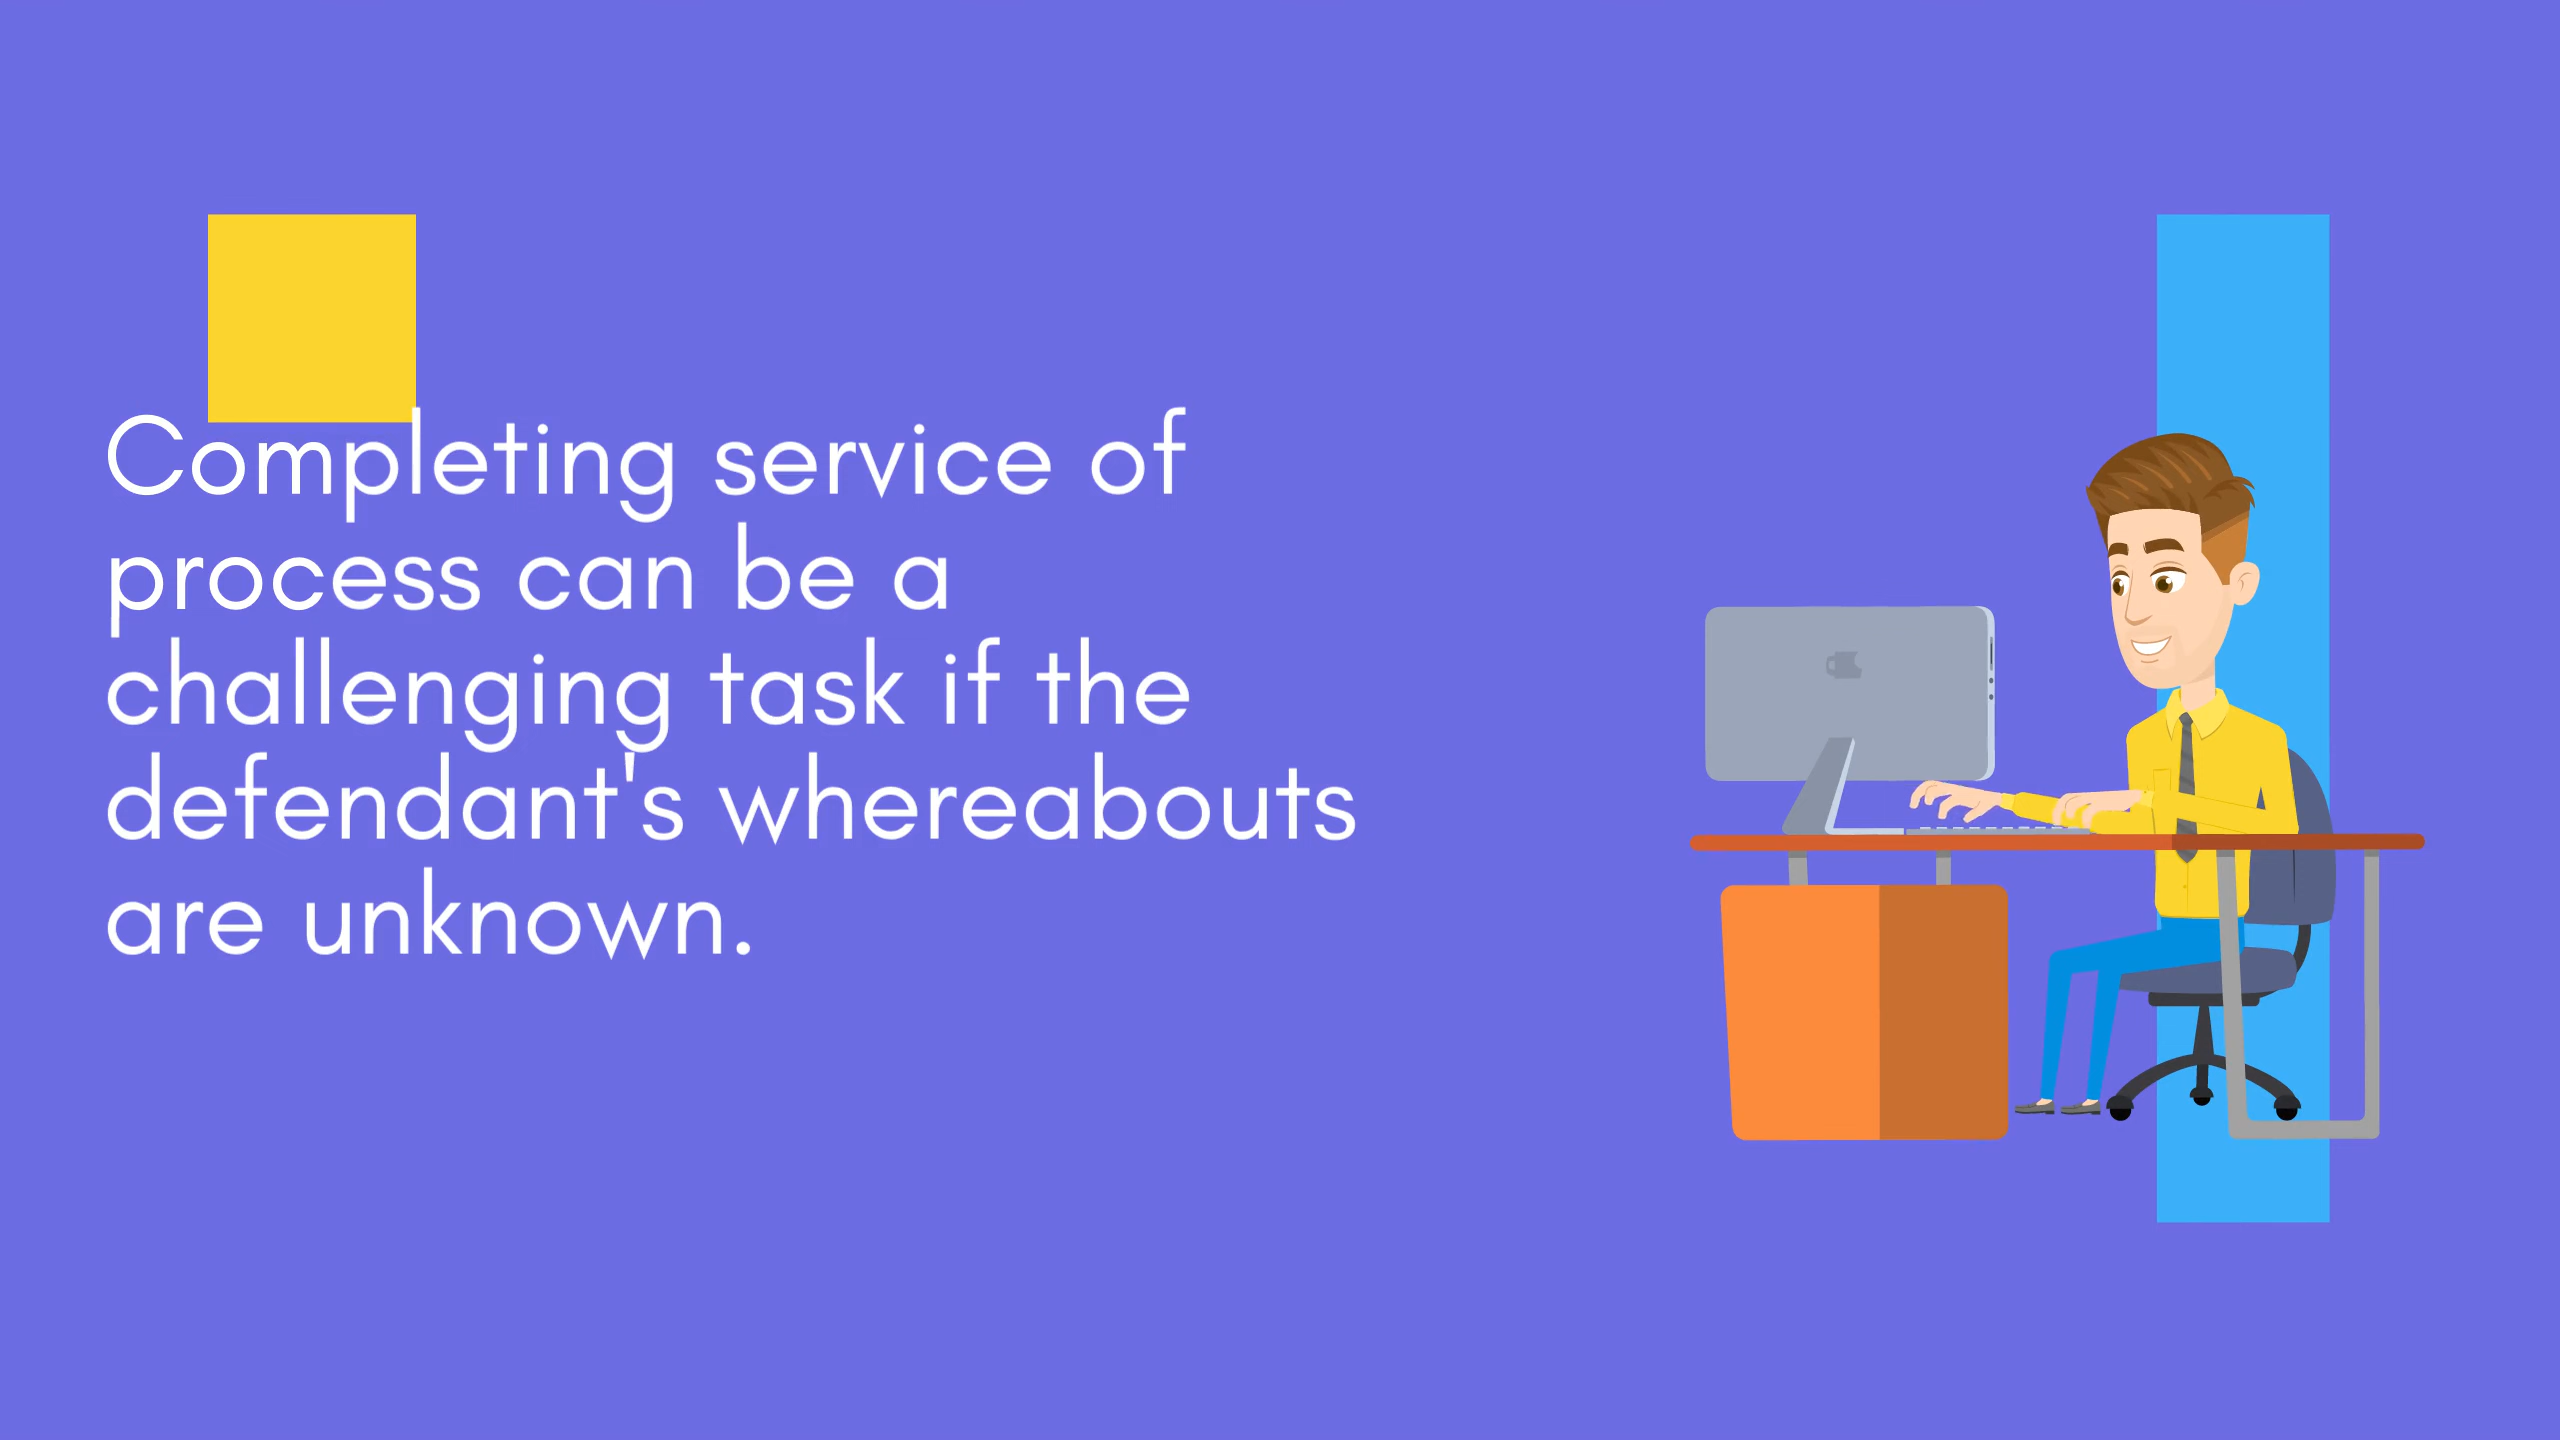 Completing service of
process can be a
challenging task if the
defendant's whereabouts
are unknown.